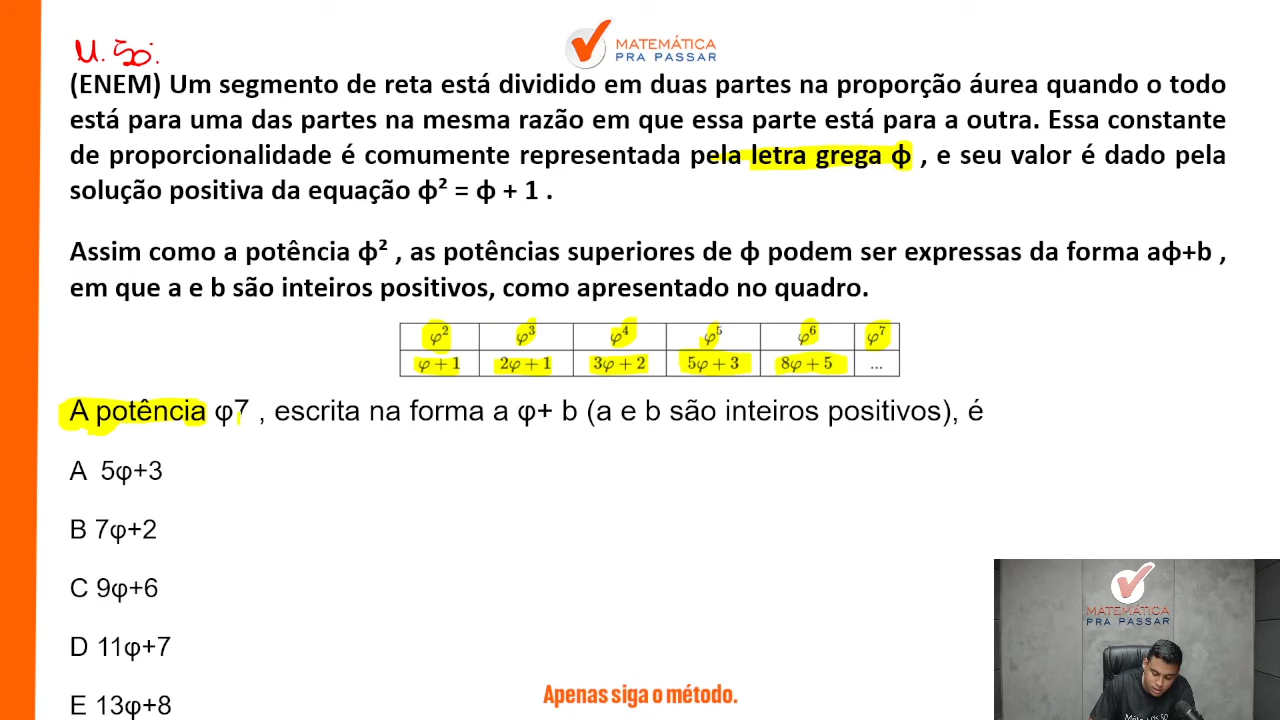 U. So:
MATEMÁTICA
PRA PASSAR
(ENEM) Um segmento de reta está dividido em duas partes na proporção áurea quando o todo
está para uma das partes na mesma razão em que essa parte está para a outra. Essa constante
de proporcionalidade é comumente representada pela letra grega ϕ , e seu valor é dado pela
solução positiva da equação ϕ² = ϕ + 1 .
Assim como a potência ϕ² , as potências superiores de ϕ podem ser expressas da forma aϕ+b ,
em que a e b são inteiros positivos, como apresentado no quadro.
φ² φ³ φ⁴ φ⁵ φ⁶ φ⁷
φ + 1 2φ + 1 3φ + 2 5φ + 3 8φ + 5 ...
A potência φ7 , escrita na forma a φ+ b (a e b são inteiros positivos), é
A 5φ+3
B 7φ+2
C 9φ+6
D 11φ+7
E 13φ+8
MATEMÁTICA
PRA PASSAR
Apenas siga o método.